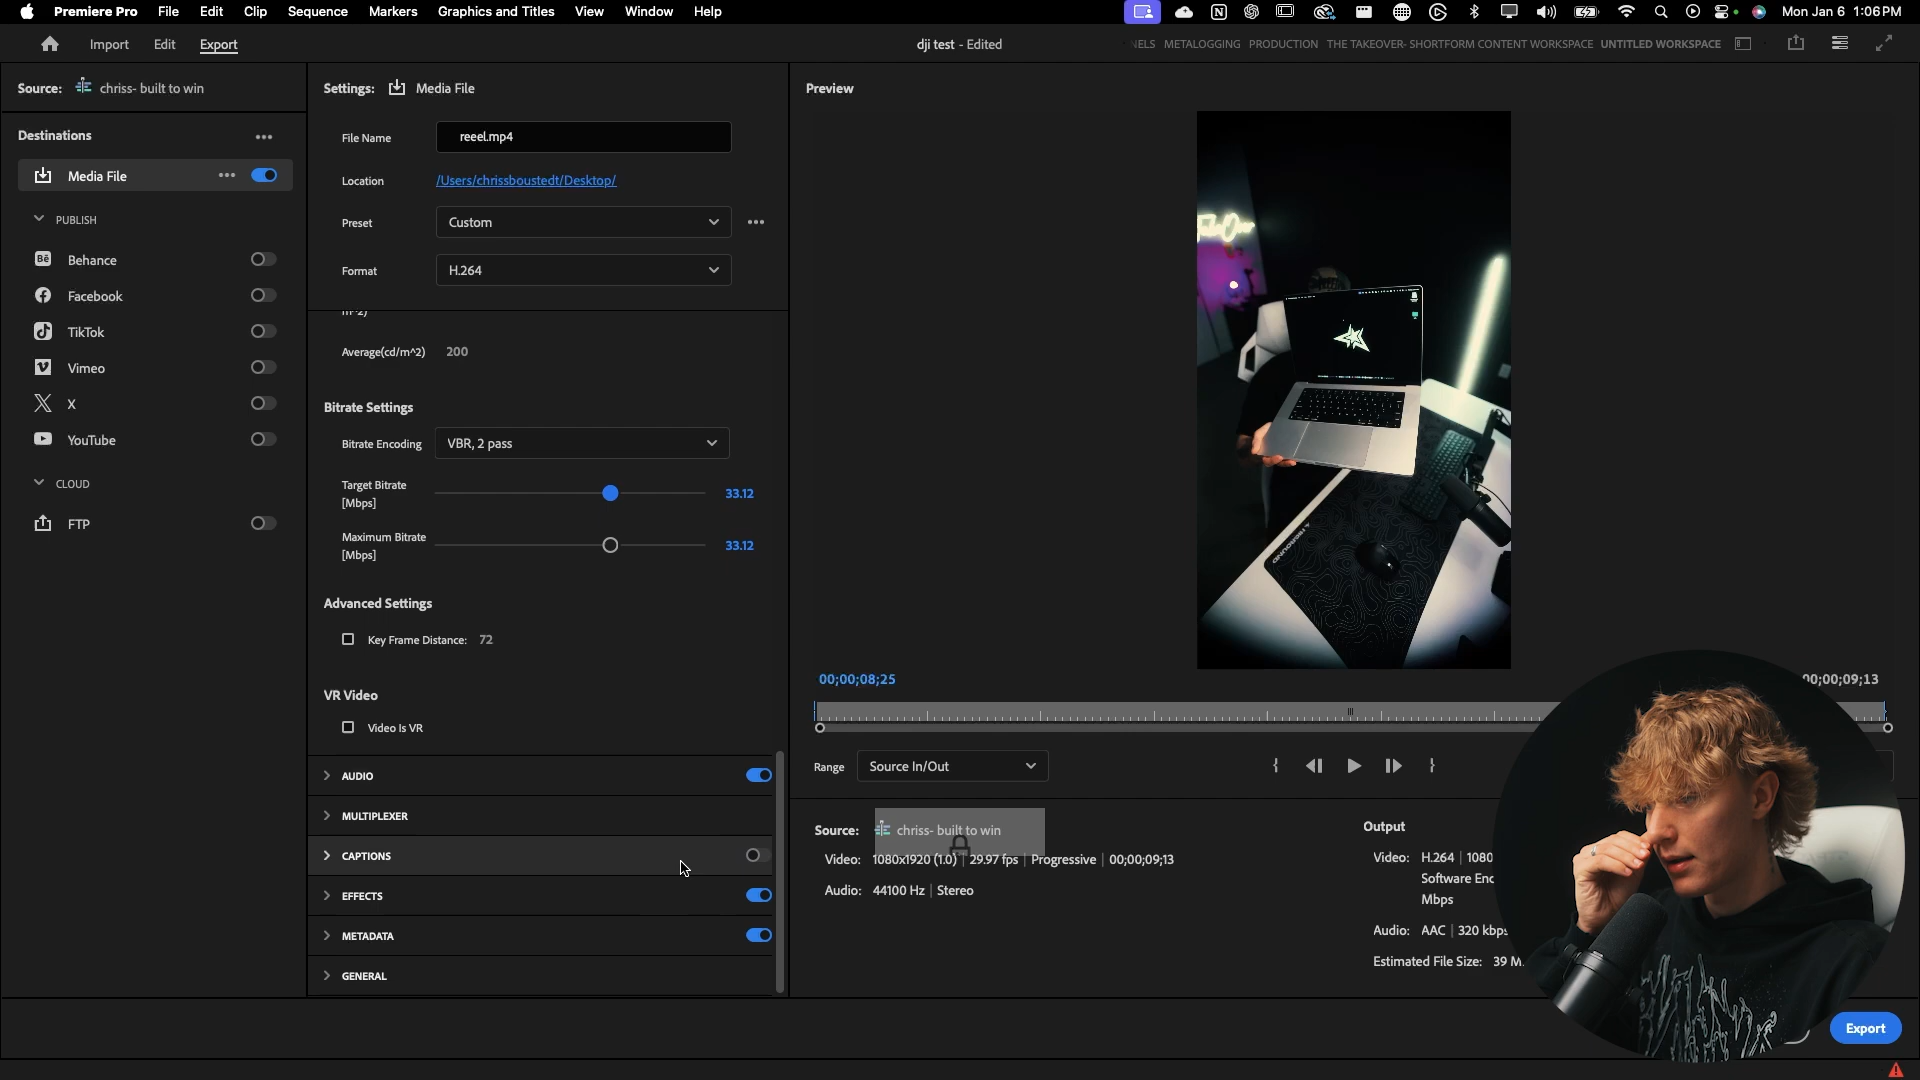 Premiere Pro File Edit Clip Sequence Markers Graphics and Titles View Window Help Mon Jan 6 1:06PM
Import Edit Export dji test - Edited NELS METALOGGING PRODUCTION THE TAKEOVER- SHORTFORM CONTENT WORKSPACE UNTITLED WORKSPACE
Source: chriss- built to win
Destinations
Media File
PUBLISH
Behance
Facebook
TikTok
Vimeo
X
YouTube
CLOUD
FTP
Settings: Media File
File Name reeel.mp4
Location /Users/chrissboustedt/Desktop/
Preset Custom
Format H.264
m^2)
Average(cd/m^2) 200
Bitrate Settings
Bitrate Encoding VBR, 2 pass
Target Bitrate
[Mbps] 33.12
Maximum Bitrate
[Mbps] 33.12
Advanced Settings
Key Frame Distance: 72
VR Video
Video Is VR
AUDIO
MULTIPLEXER
CAPTIONS
EFFECTS
METADATA
GENERAL
Preview
00;00;08;25 00;00;09;13
Range Source In/Out
Source: chriss- built to win
Video: 1080x1920 (1.0) | 29.97 fps | Progressive | 00;00;09;13
Audio: 44100 Hz | Stereo
Output
Video: H.264 | 1080
Software Enc
Mbps
Audio: AAC | 320 kbps
Estimated File Size: 39 M
Export